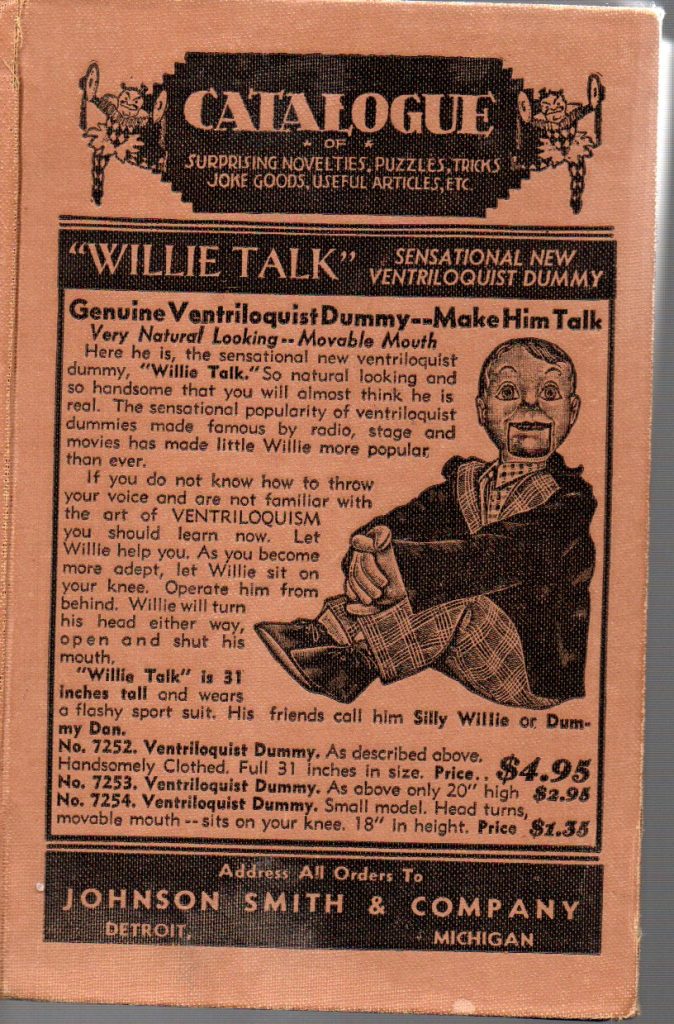 CATALOGUE
OF
SURPRISING NOVELTIES, PUZZLES, TRICKS
JOKE GOODS, USEFUL ARTICLES, ETC.
"WILLIE TALK"
SENSATIONAL NEW
VENTRILOQUIST DUMMY
Genuine Ventriloquist Dummy--Make Him Talk
Very Natural Looking -- Movable Mouth
Here he is, the sensational new ventriloquist
dummy, "Willie Talk." So natural looking and
so handsome that you will almost think he is
real. The sensational popularity of ventriloquist
dummies made famous by radio, stage and
movies has made little Willie more popular
than ever.
If you do not know how to throw
your voice and are not familiar with
the art of VENTRILOQUISM
you should learn now. Let
Willie help you. As you become
more adept, let Willie sit on
your knee. Operate him from
behind. Willie will turn
his head either way,
open and shut his
mouth.
"Willie Talk" is 31
inches tall and wears
a flashy sport suit. His friends call him Silly Willie or Dum-
my Dan.
No. 7252. Ventriloquist Dummy. As described above.
Handsomely Clothed. Full 31 inches in size. Price.. $4.95
No. 7253. Ventriloquist Dummy. As above only 20" high $2.95
No. 7254. Ventriloquist Dummy. Small model. Head turns,
movable mouth -- sits on your knee. 18" in height. Price $1.35
Address All Orders To
JOHNSON SMITH & COMPANY
DETROIT, MICHIGAN